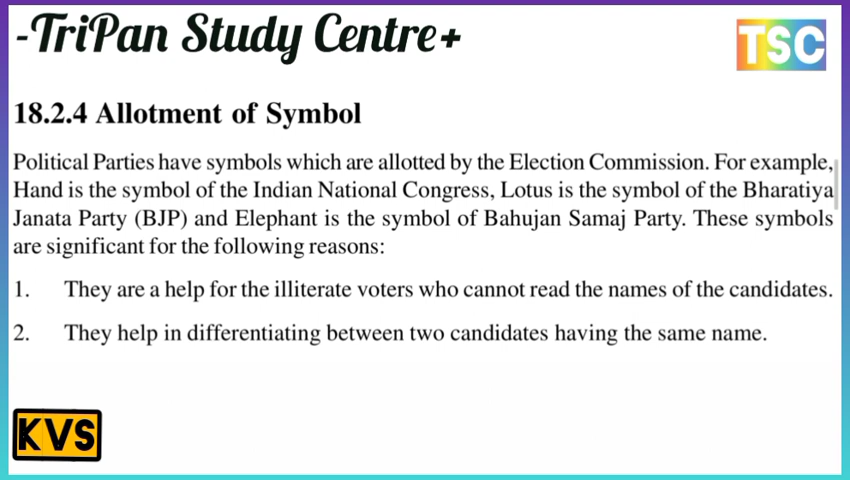 -TriPan Study Centre+
TSC
18.2.4 Allotment of Symbol
Political Parties have symbols which are allotted by the Election Commission. For example,
Hand is the symbol of the Indian National Congress, Lotus is the symbol of the Bharatiya
Janata Party (BJP) and Elephant is the symbol of Bahujan Samaj Party. These symbols
are significant for the following reasons:
1. They are a help for the illiterate voters who cannot read the names of the candidates.
2. They help in differentiating between two candidates having the same name.
KVS